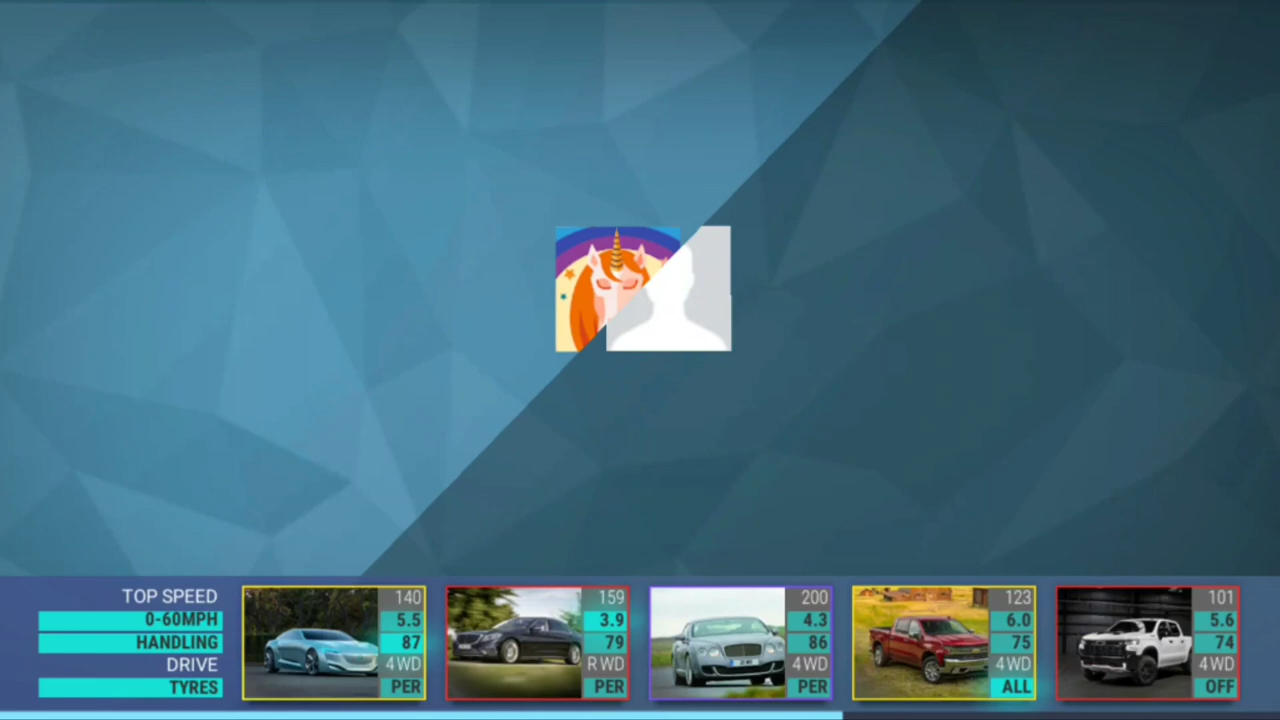 TOP SPEED
0-60MPH
HANDLING
DRIVE
TYRES
140
5.5
87
4WD
PER
159
3.9
79
RWD
PER
200
4.3
86
4WD
PER
123
6.0
75
4WD
ALL
101
5.6
74
4WD
OFF